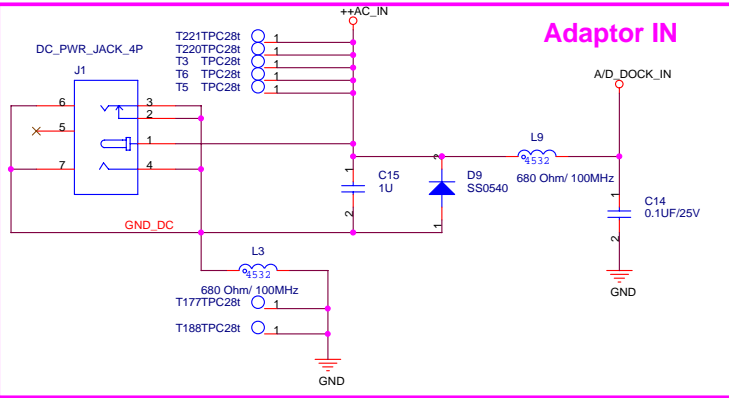 ++AC_IN
Adaptor IN
T221TPC28t 1
T220TPC28t 1
T3 TPC28t 1
T6 TPC28t 1
T5 TPC28t 1
DC_PWR_JACK_4P
J1
A/D_DOCK_IN
6
3
2
5
1
7
4
L9
4532
680 Ohm/ 100MHz
1
C15
1U
2
2
D9
SS0540
1
1
C14
0.1UF/25V
2
GND
GND_DC
L3
4532
680 Ohm/ 100MHz
T177TPC28t 1
T188TPC28t 1
GND